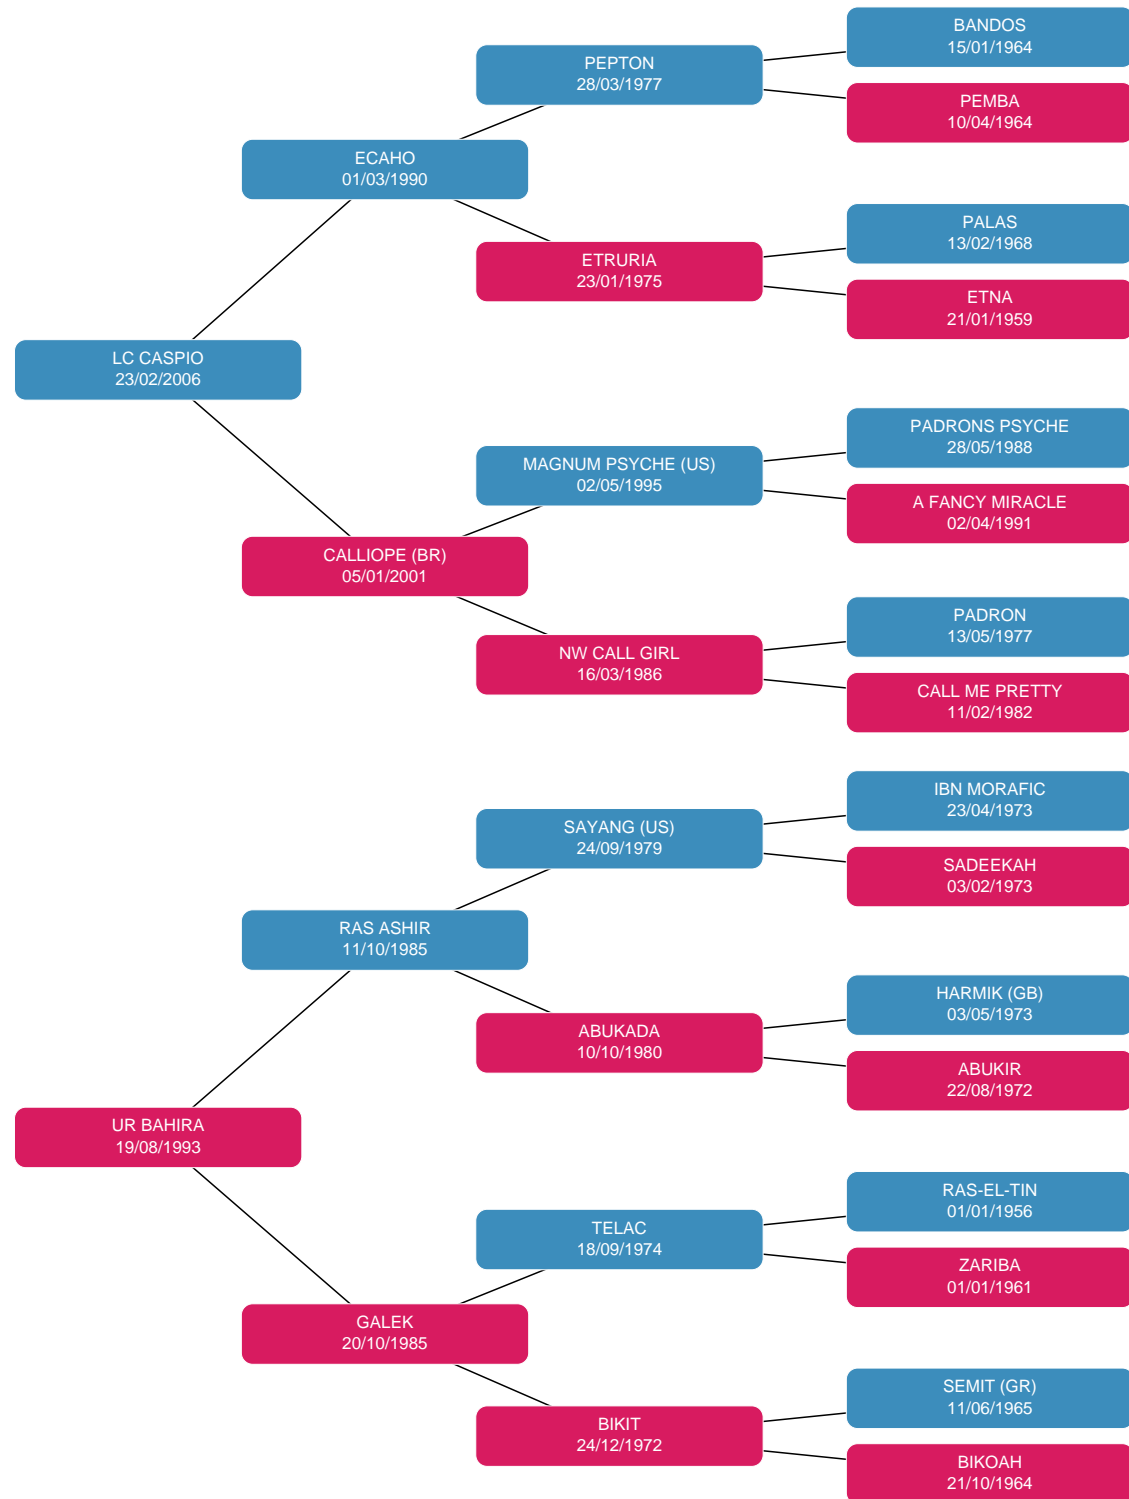 BANDOS
15/01/1964
PEPTON
28/03/1977
PEMBA
10/04/1964
ECAHO
01/03/1990
PALAS
13/02/1968
ETRURIA
23/01/1975
ETNA
21/01/1959
LC CASPIO
23/02/2006
PADRONS PSYCHE
28/05/1988
MAGNUM PSYCHE (US)
02/05/1995
A FANCY MIRACLE
02/04/1991
CALLIOPE (BR)
05/01/2001
PADRON
13/05/1977
NW CALL GIRL
16/03/1986
CALL ME PRETTY
11/02/1982
IBN MORAFIC
23/04/1973
SAYANG (US)
24/09/1979
SADEEKAH
03/02/1973
RAS ASHIR
11/10/1985
HARMIK (GB)
03/05/1973
ABUKADA
10/10/1980
ABUKIR
22/08/1972
UR BAHIRA
19/08/1993
RAS-EL-TIN
01/01/1956
TELAC
18/09/1974
ZARIBA
01/01/1961
GALEK
20/10/1985
SEMIT (GR)
11/06/1965
BIKIT
24/12/1972
BIKOAH
21/10/1964